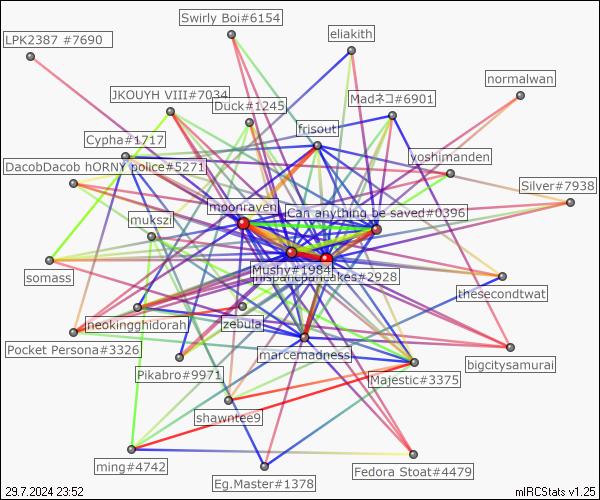 Swirly Boi#6154
LPK2387 #7690
eliakith
normalwan
JKOUYH VIII#7034
Madネコ#6901
Duck#1245
frisouti
Cypha#1717
yoshimanden
DacobDacob hORNY police#5271
Silver#7938
moonraven
Can anything be saved#0396
mukszi
Mushy#1984
hispanicpancakes#2928
somass
thesecondtwat
neokingghidorah
zebula
Pocket Persona#3326
marcemadness
bigcitysamurai
Pikabro#9971
Majestic#3375
shawntee9
ming#4742
Fedora Stoat#4479
Eg.Master#1378
29.7.2024 23:52
mIRCStats v1.25